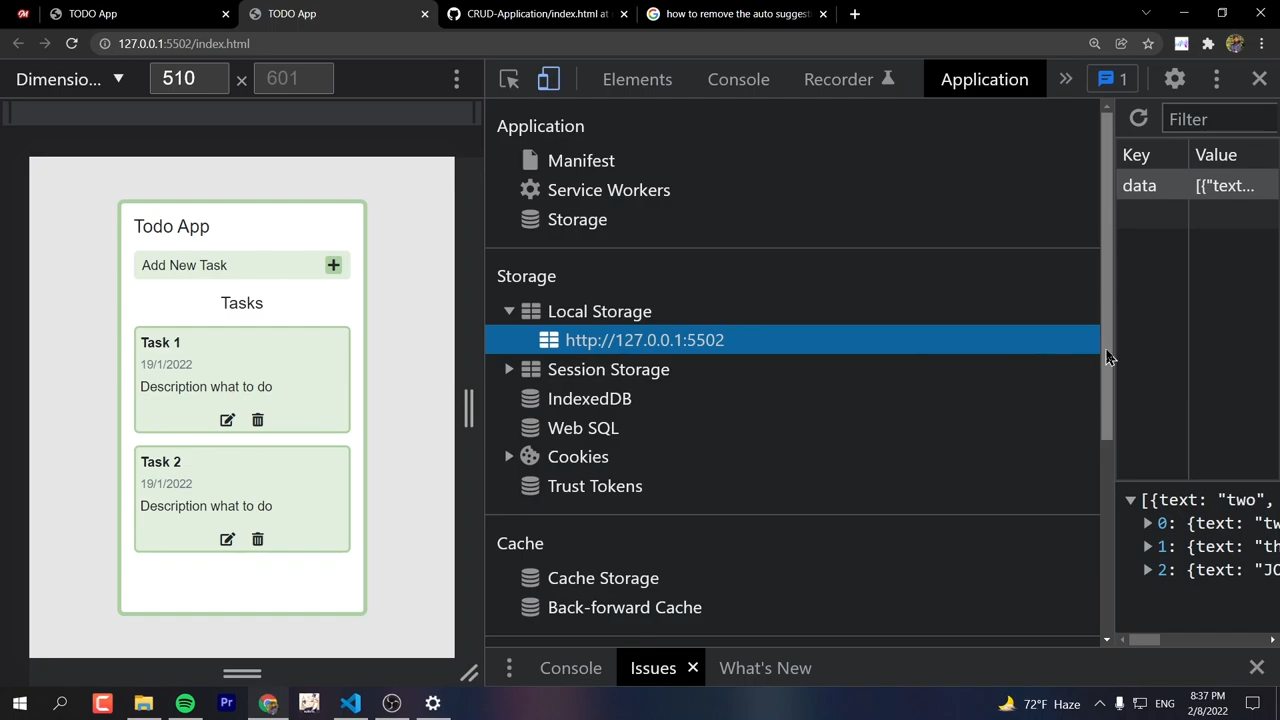 TODO App
TODO App
CRUD-Application/index.html at
how to remove the auto suggest
127.0.0.1:5502/index.html
Dimensio...
510
×
601
Elements
Console
Recorder
Application
1
Application
Manifest
Service Workers
Storage
Storage
Local Storage
http://127.0.0.1:5502
Session Storage
IndexedDB
Web SQL
Cookies
Trust Tokens
Cache
Cache Storage
Back-forward Cache
Filter
Key
Value
data
[{"text...
[{text: "two",
0: {text: "tw
1: {text: "th
2: {text: "JO
Todo App
Add New Task
Tasks
Task 1
19/1/2022
Description what to do
Task 2
19/1/2022
Description what to do
Console
Issues
What's New
Pr
72°F Haze
ENG
8:37 PM
2/8/2022